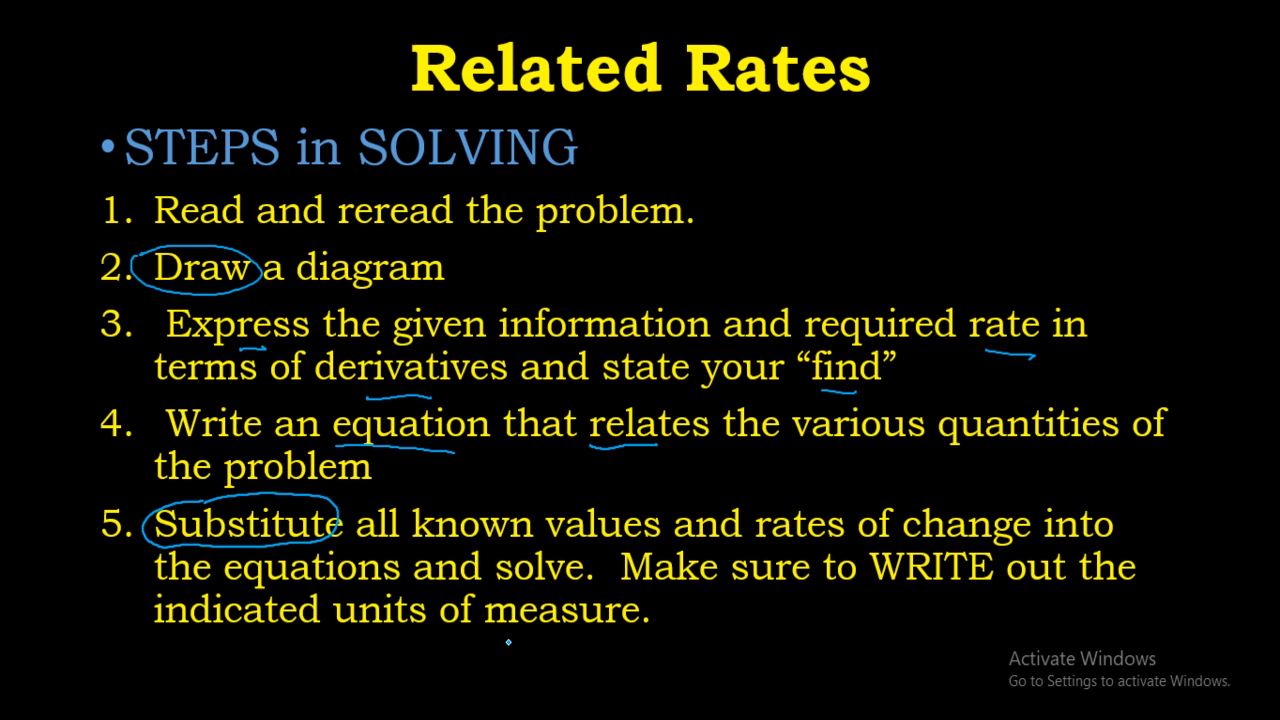 Related Rates
• STEPS in SOLVING
1. Read and reread the problem.
2. Draw a diagram
3. Express the given information and required rate in
terms of derivatives and state your “find”
4. Write an equation that relates the various quantities of
the problem
5. Substitute all known values and rates of change into
the equations and solve. Make sure to WRITE out the
indicated units of measure.
Activate Windows
Go to Settings to activate Windows.